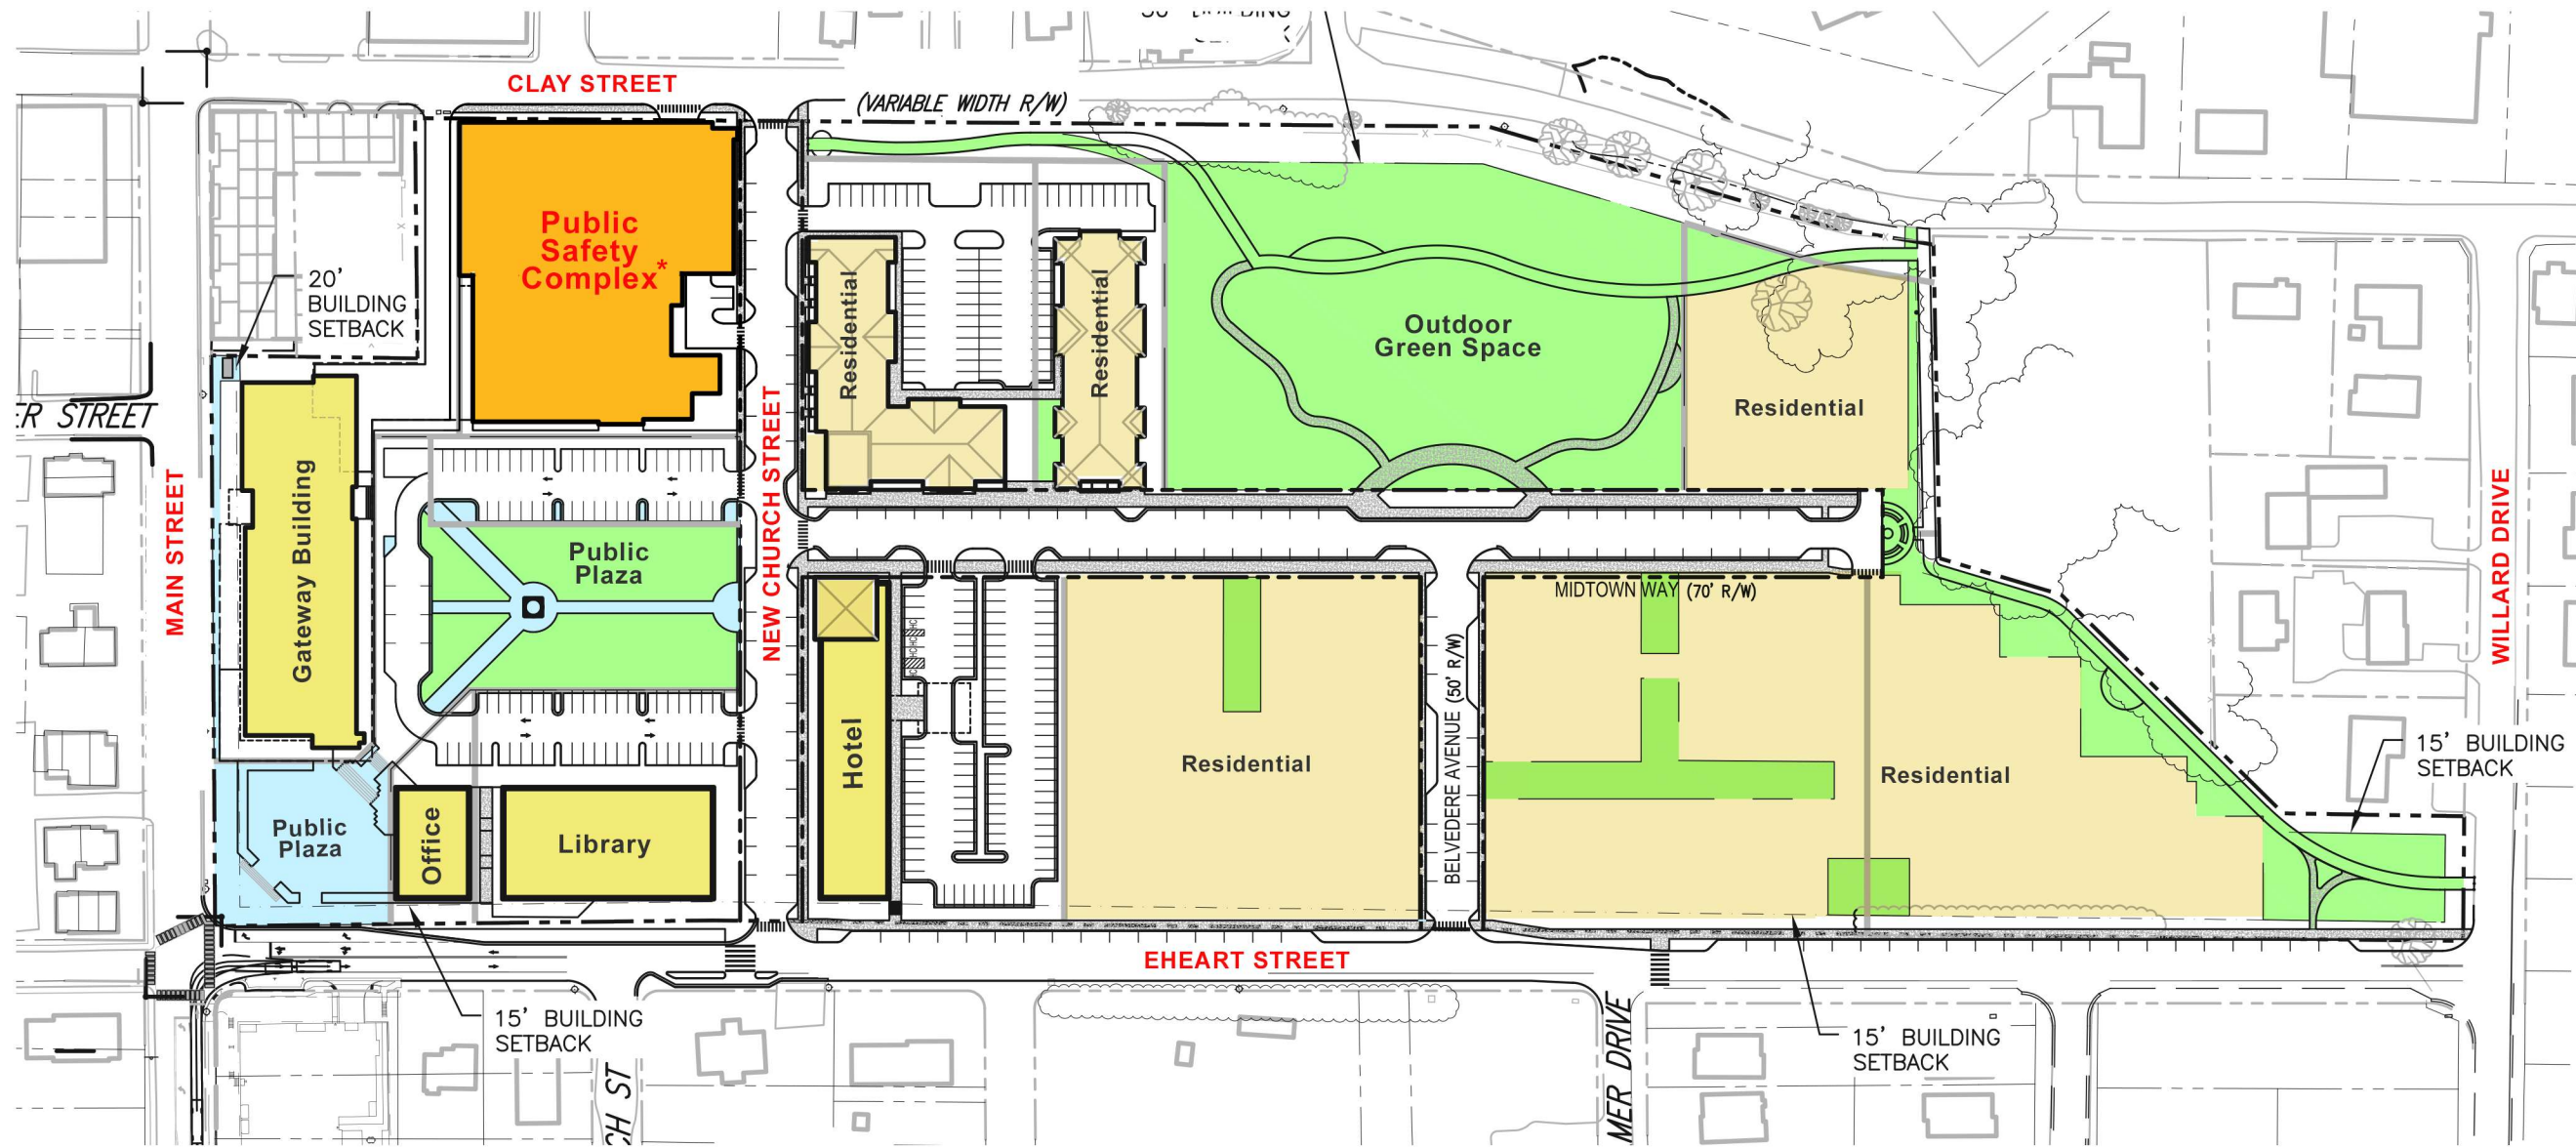 CLAY STREET
(VARIABLE WIDTH R/W)
Public
Safety
Complex*
20'
BUILDING
SETBACK
ER STREET
MAIN STREET
Gateway Building
NEW CHURCH STREET
Residential
Residential
Outdoor
Green Space
Residential
WILLARD DRIVE
Public
Plaza
MIDTOWN WAY (70' R/W)
BELVEDERE AVENUE (50' R/W)
Hotel
Residential
Residential
15' BUILDING
SETBACK
Public
Plaza
Office
Library
EHEART STREET
15' BUILDING
SETBACK
CH ST
MER DRIVE
15' BUILDING
SETBACK